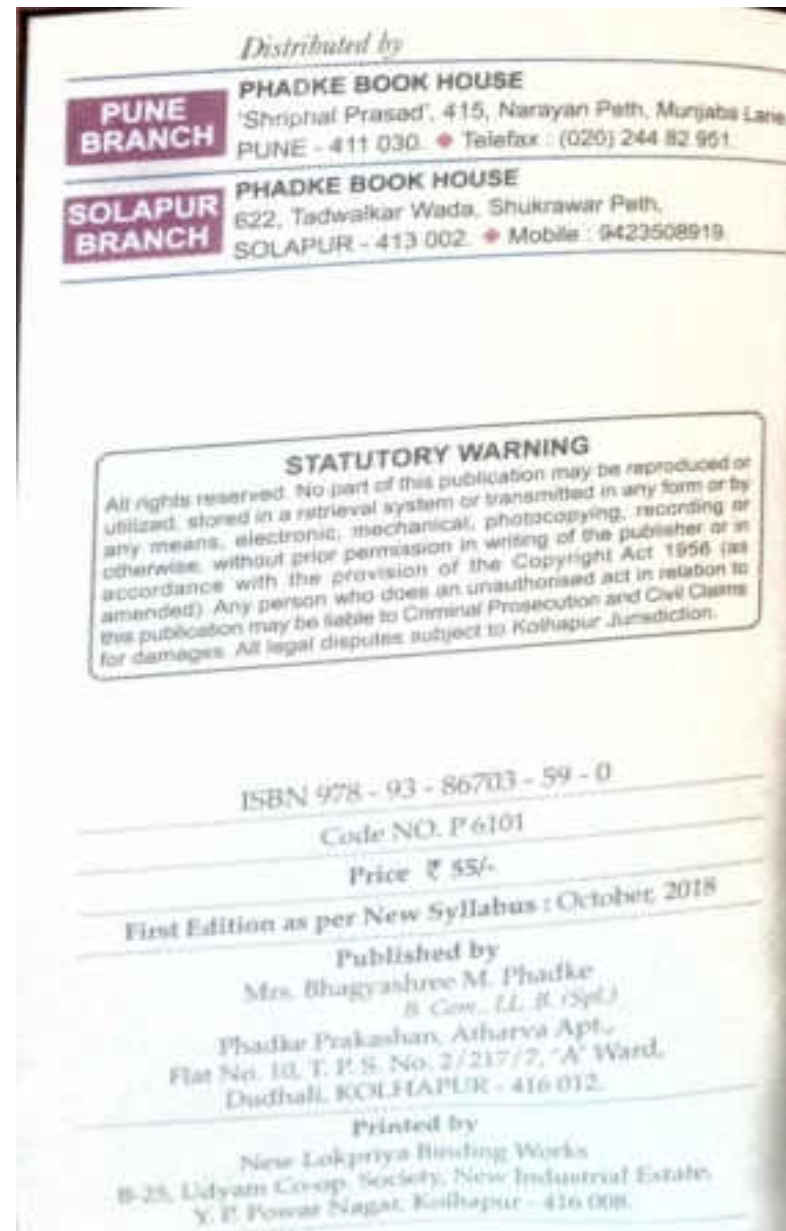 Distributed by
PUNE BRANCH
PHADKE BOOK HOUSE
'Shriphal Prasad', 415, Narayan Peth, Munjaba Lane
PUNE - 411 030. ◆ Telefax : (020) 244 82 951.
SOLAPUR BRANCH
PHADKE BOOK HOUSE
622, Tadwalkar Wada, Shukrawar Peth,
SOLAPUR - 413 002. ◆ Mobile : 9423508919.
STATUTORY WARNING
All rights reserved. No part of this publication may be reproduced or
utilized, stored in a retrieval system or transmitted in any form or by
any means, electronic, mechanical, photocopying, recording or
otherwise, without prior permission in writing of the publisher or in
accordance with the provision of the Copyright Act 1956 (as
amended). Any person who does an unauthorised act in relation to
this publication may be liable to Criminal Prosecution and Civil Claims
for damages. All legal disputes subject to Kolhapur Jurisdiction.
ISBN 978 - 93 - 86703 - 59 - 0
Code NO. P 6101
Price ₹ 55/-
First Edition as per New Syllabus : October, 2018
Published by
Mrs. Bhagyashree M. Phadke
B. Com., LL. B. (Spl.)
Phadke Prakashan, Atharva Apt.,
Flat No. 10, T. P. S. No. 2/217/7, 'A' Ward,
Dudhali, KOLHAPUR - 416 012.
Printed by
New Lokpriya Binding Works
B-25, Udyam Co-op. Society, New Industrial Estate,
Y. P. Powar Nagar, Kolhapur - 416 008.